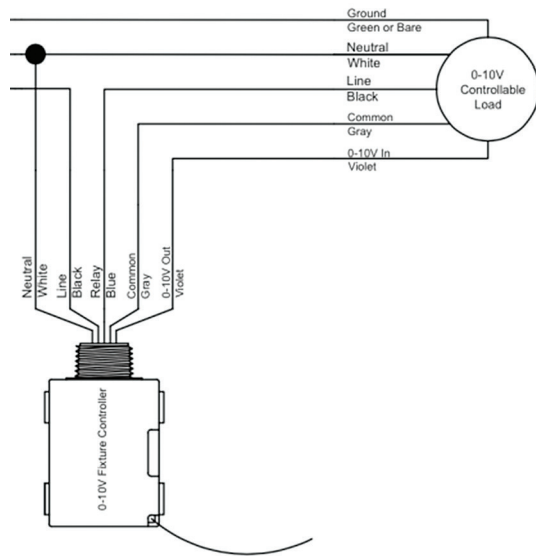 Ground
Green or Bare
Neutral
White
Line
Black
Common
Gray
0-10V In
Violet
0-10V
Controllable
Load
Neutral
White
Line
Black
Relay
Blue
Common
Gray
0-10V Out
Violet
0-10V Fixture Controller